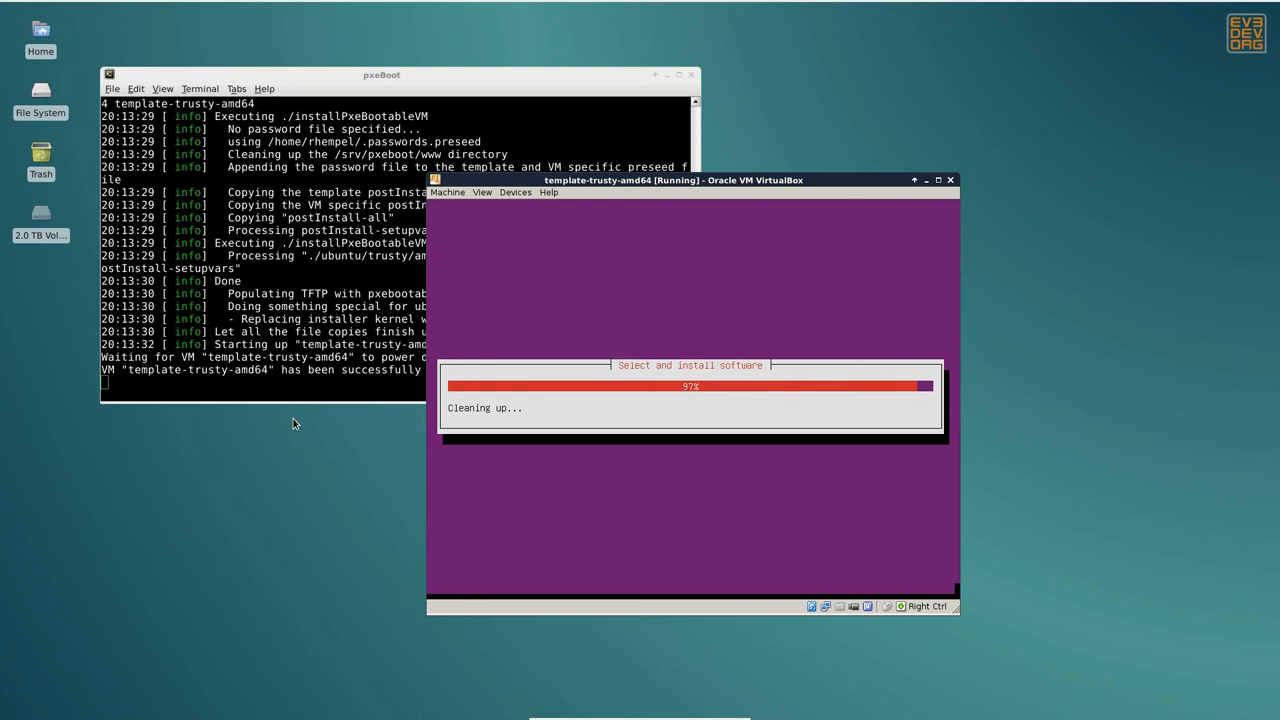 EV3
DEV.
ORG
Home
File System
Trash
2.0 TB Vol...
pxeBoot
File Edit View Terminal Tabs Help
4 template-trusty-amd64
20:13:29 [ info] Executing ./installPxeBootableVM
20:13:29 [ info]   No password file specified...
20:13:29 [ info]   using /home/rhempel/.passwords.preseed
20:13:29 [ info]   Cleaning up the /srv/pxeboot/www directory
20:13:29 [ info]   Appending the password file to the template and VM specific preseed f
ile
20:13:29 [ info]   Copying the template postInsta
20:13:29 [ info]   Copying the VM specific postIn
20:13:29 [ info]   Copying "postInstall-all"
20:13:29 [ info]   Processing postInstall-setupva
20:13:29 [ info] Executing ./installPxeBootableVM
20:13:29 [ info]   Processing "./ubuntu/trusty/am
ostInstall-setupvars"
20:13:30 [ info] Done
20:13:30 [ info]   Populating TFTP with pxebootab
20:13:30 [ info]   Doing something special for ub
20:13:30 [ info]   - Replacing installer kernel w
20:13:30 [ info] Let all the file copies finish u
20:13:32 [ info] Starting up "template-trusty-amd
Waiting for VM "template-trusty-amd64" to power o
VM "template-trusty-amd64" has been successfully
template-trusty-amd64 [Running] - Oracle VM VirtualBox
Machine View Devices Help
Select and install software
97%
Cleaning up...
Right Ctrl